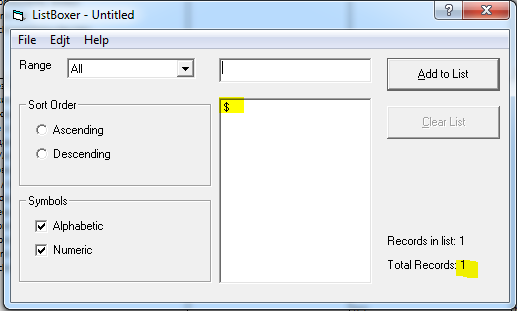 ListBoxer - Untitled
File Edjt Help
Range All Add to List
$
Sort Order
Ascending
Descending
Clear List
Symbols
Alphabetic
Numeric
Records in list: 1
Total Records: 1